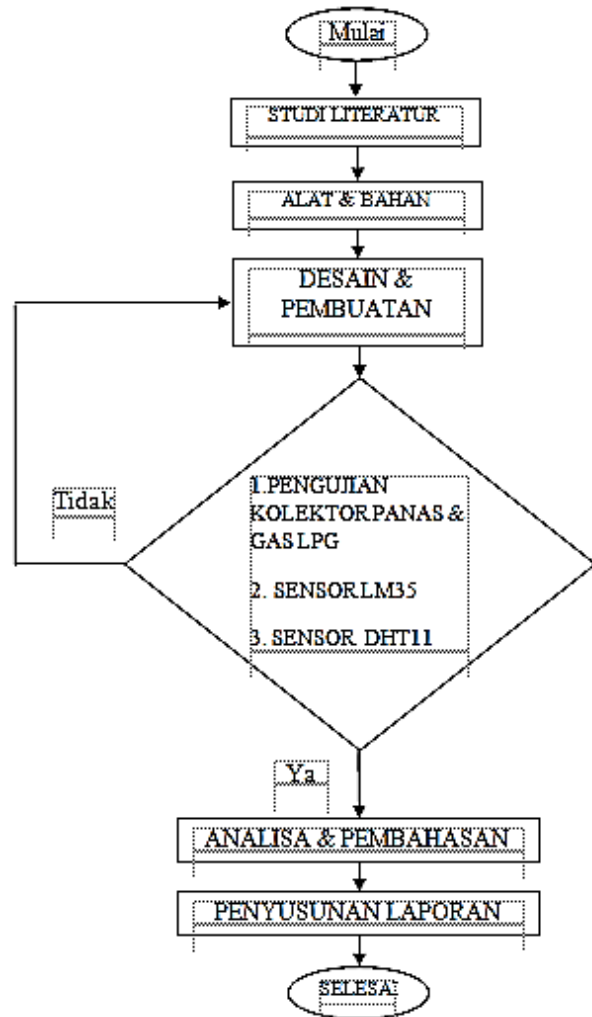 Mulai
STUDI LITERATUR
ALAT & BAHAN
DESAIN &
PEMBUATAN
Tidak
1.PENGUJIAN
KOLEKTOR PANAS &
GAS LPG
2. SENSOR LM35
3. SENSOR DHT11
Ya
ANALISA & PEMBAHASAN
PENYUSUNAN LAPORAN
SELESAI